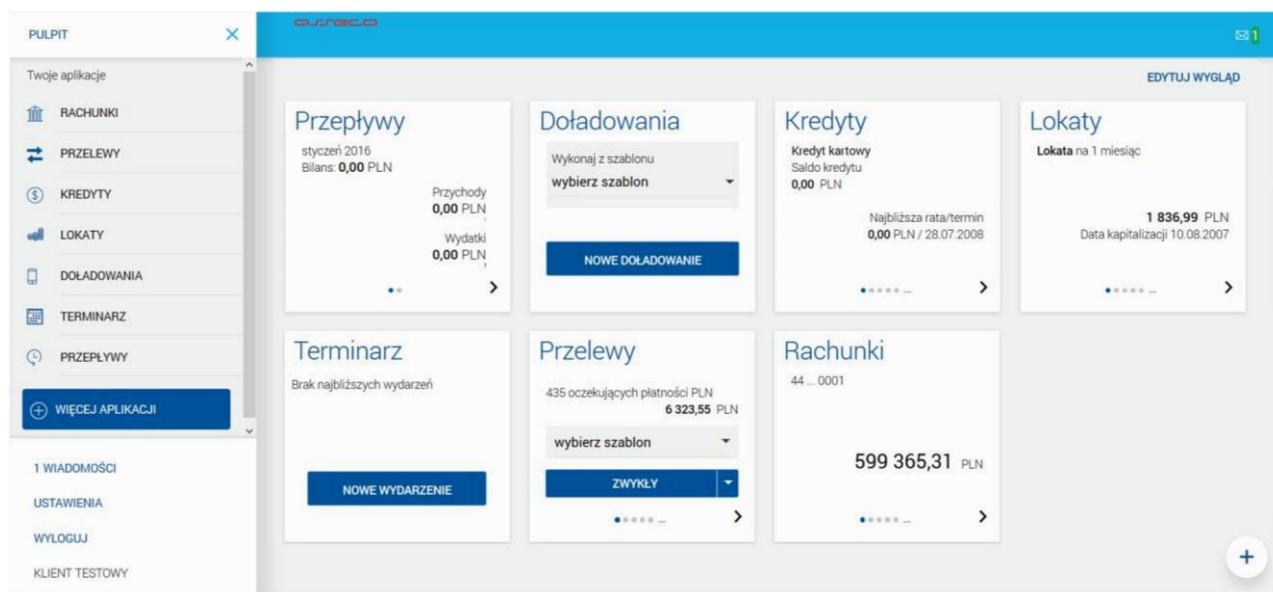 PULPIT
Twoje aplikacje
RACHUNKI
PRZELEWY
KREDYTY
LOKATY
DOŁADOWANIA
TERMINARZ
PRZEPŁYWY
WIĘCEJ APLIKACJI
1 WIADOMOŚCI
USTAWIENIA
WYLOGUJ
KLIENT TESTOWY
asseco
1
EDYTUJ WYGLĄD
Przepływy
styczeń 2016
Bilans: 0,00 PLN
Przychody
0,00 PLN
Wydatki
0,00 PLN
Doładowania
Wykonaj z szablonu
wybierz szablon
NOWE DOŁADOWANIE
Kredyty
Kredyt kartowy
Saldo kredytu
0,00 PLN
Najbliższa rata/termin
0,00 PLN / 28.07.2008
...
Lokaty
Lokata na 1 miesiąc
1 836,99 PLN
Data kapitalizacji 10.08.2007
...
Terminarz
Brak najbliższych wydarzeń
NOWE WYDARZENIE
Przelewy
435 oczekujących płatności PLN
6 323,55 PLN
wybierz szablon
ZWYKŁY
...
Rachunki
44 ... 0001
599 365,31 PLN
...